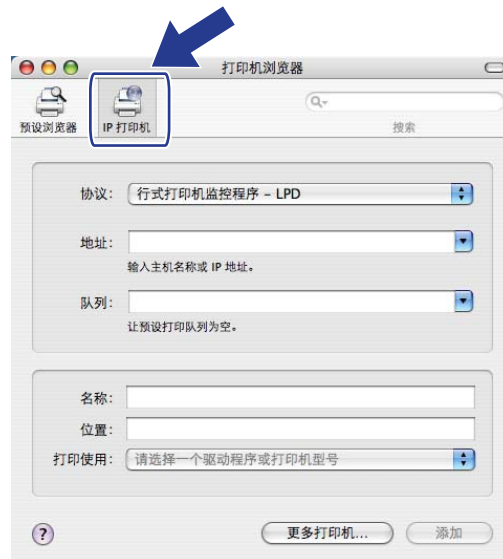 打印机浏览器
预设浏览器
IP 打印机
搜索
协议： 行式打印机监控程序 – LPD
地址：
输入主机名称或 IP 地址。
队列：
让预设打印队列为空。
名称：
位置：
打印使用： 请选择一个驱动程序或打印机型号
? 更多打印机... 添加